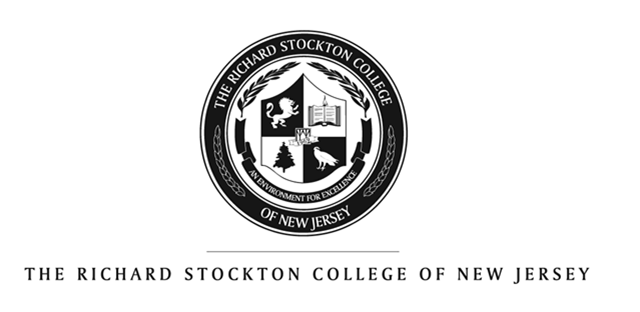 THE RICHARD STOCKTON COLLEGE
AN ENVIRONMENT FOR EXCELLENCE
OF NEW JERSEY
THE RICHARD STOCKTON COLLEGE OF NEW JERSEY